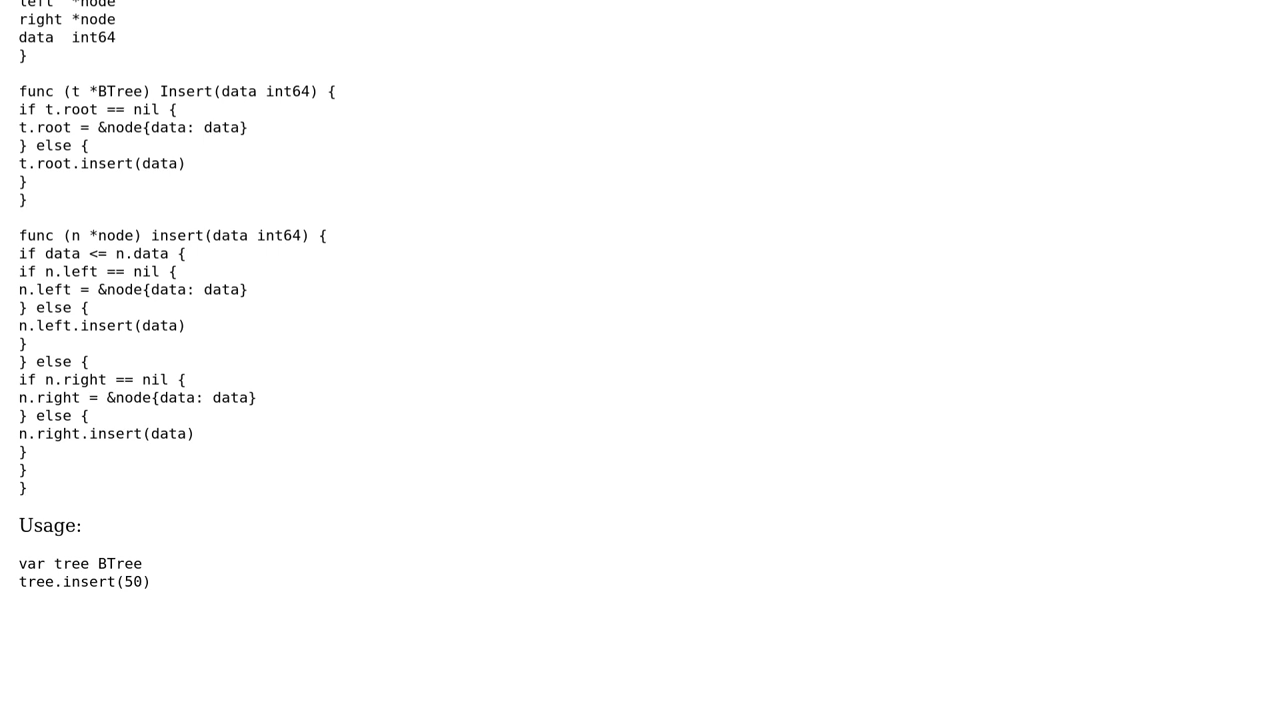 left  *node
right *node
data  int64
}

func (t *BTree) Insert(data int64) {
if t.root == nil {
t.root = &node{data: data}
} else {
t.root.insert(data)
}
}

func (n *node) insert(data int64) {
if data <= n.data {
if n.left == nil {
n.left = &node{data: data}
} else {
n.left.insert(data)
}
} else {
if n.right == nil {
n.right = &node{data: data}
} else {
n.right.insert(data)
}
}
}

Usage:

var tree BTree
tree.insert(50)